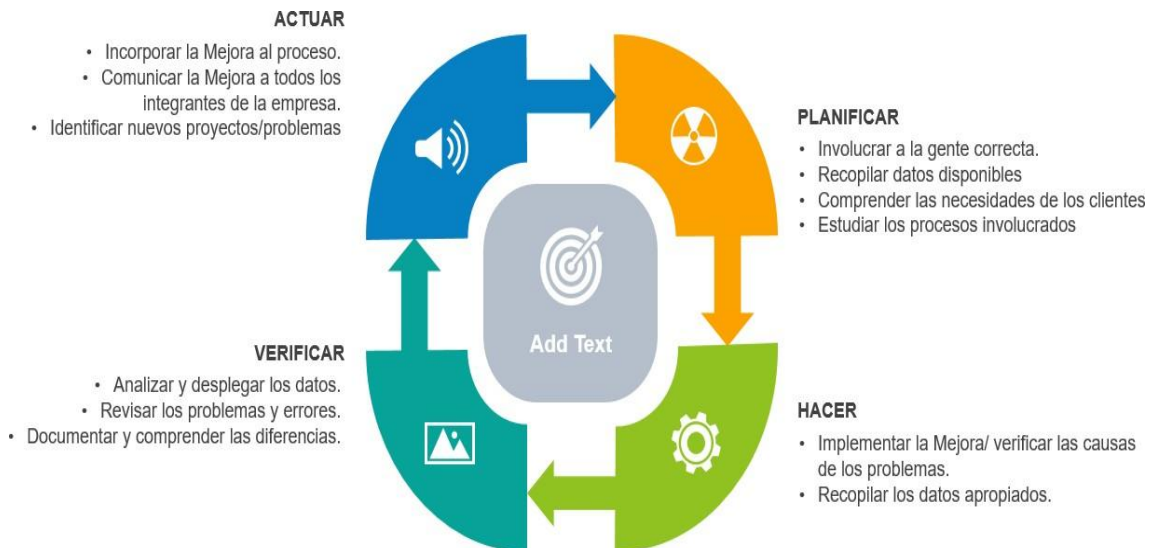 ACTUAR
• Incorporar la Mejora al proceso.
• Comunicar la Mejora a todos los
integrantes de la empresa.
• Identificar nuevos proyectos/problemas
PLANIFICAR
• Involucrar a la gente correcta.
• Recopilar datos disponibles
• Comprender las necesidades de los clientes
• Estudiar los procesos involucrados
Add Text
VERIFICAR
• Analizar y desplegar los datos.
• Revisar los problemas y errores.
• Documentar y comprender las diferencias.
HACER
• Implementar la Mejora/ verificar las causas
de los problemas.
• Recopilar los datos apropiados.